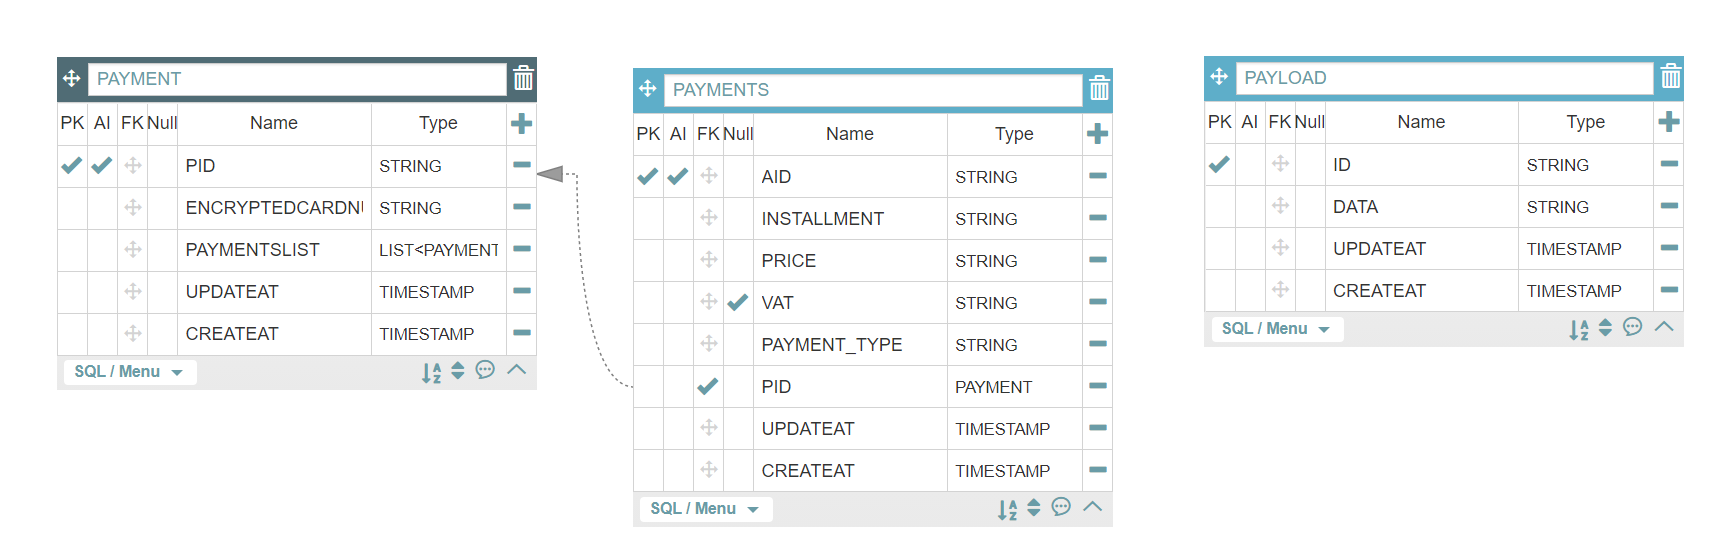 PAYMENT
PK AI FK Null Name Type
PID STRING
ENCRYPTEDCARDNU STRING
PAYMENTSLIST LIST<PAYMENT
UPDATEAT TIMESTAMP
CREATEAT TIMESTAMP
SQL / Menu
PAYMENTS
PK AI FK Null Name Type
AID STRING
INSTALLMENT STRING
PRICE STRING
VAT STRING
PAYMENT_TYPE STRING
PID PAYMENT
UPDATEAT TIMESTAMP
CREATEAT TIMESTAMP
SQL / Menu
PAYLOAD
PK AI FK Null Name Type
ID STRING
DATA STRING
UPDATEAT TIMESTAMP
CREATEAT TIMESTAMP
SQL / Menu